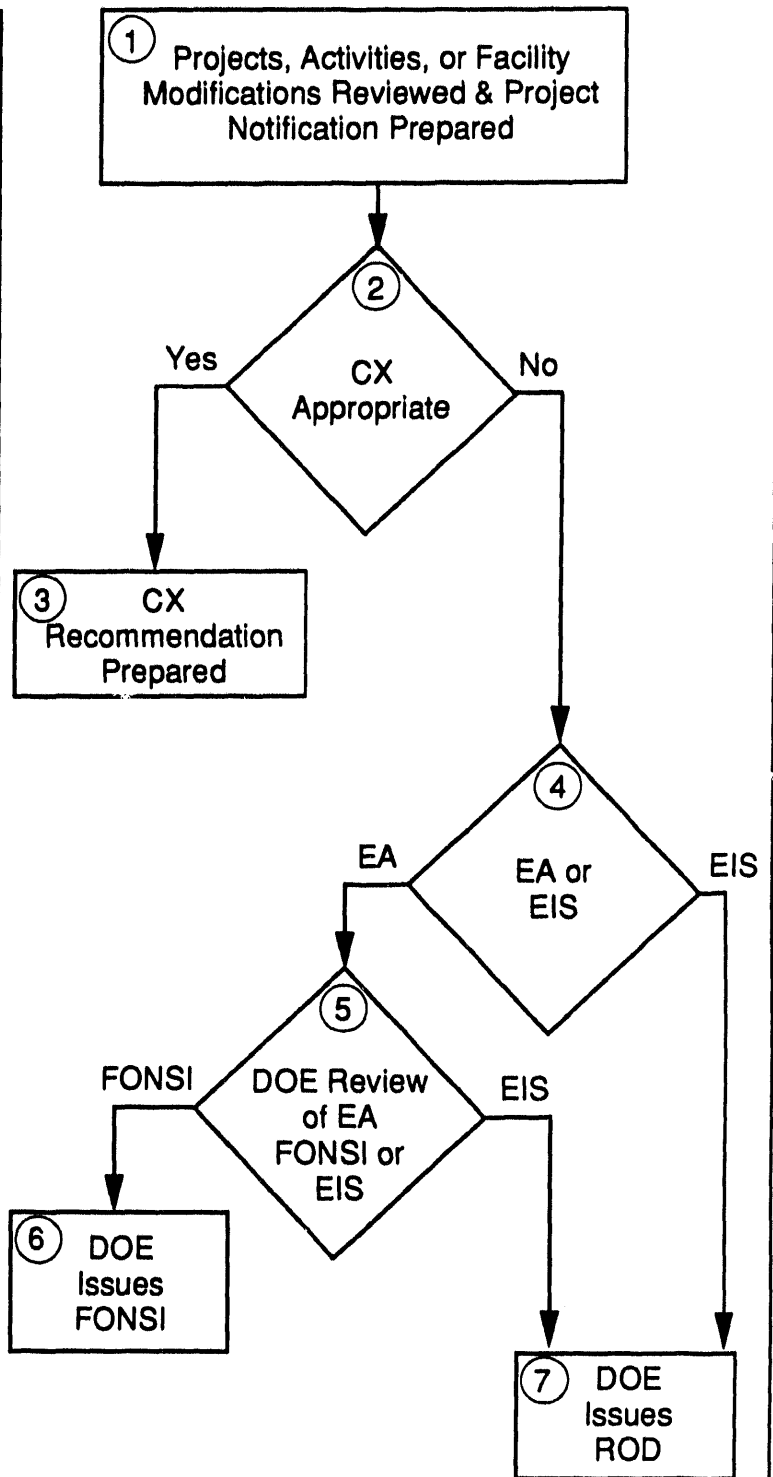 1
Projects, Activities, or Facility
Modifications Reviewed & Project
Notification Prepared
2
Yes
No
CX
Appropriate
3
CX
Recommendation
Prepared
4
EA
EIS
EA or
EIS
5
FONSI
EIS
DOE Review
of EA
FONSI or
EIS
6
DOE
Issues
FONSI
7
DOE
Issues
ROD